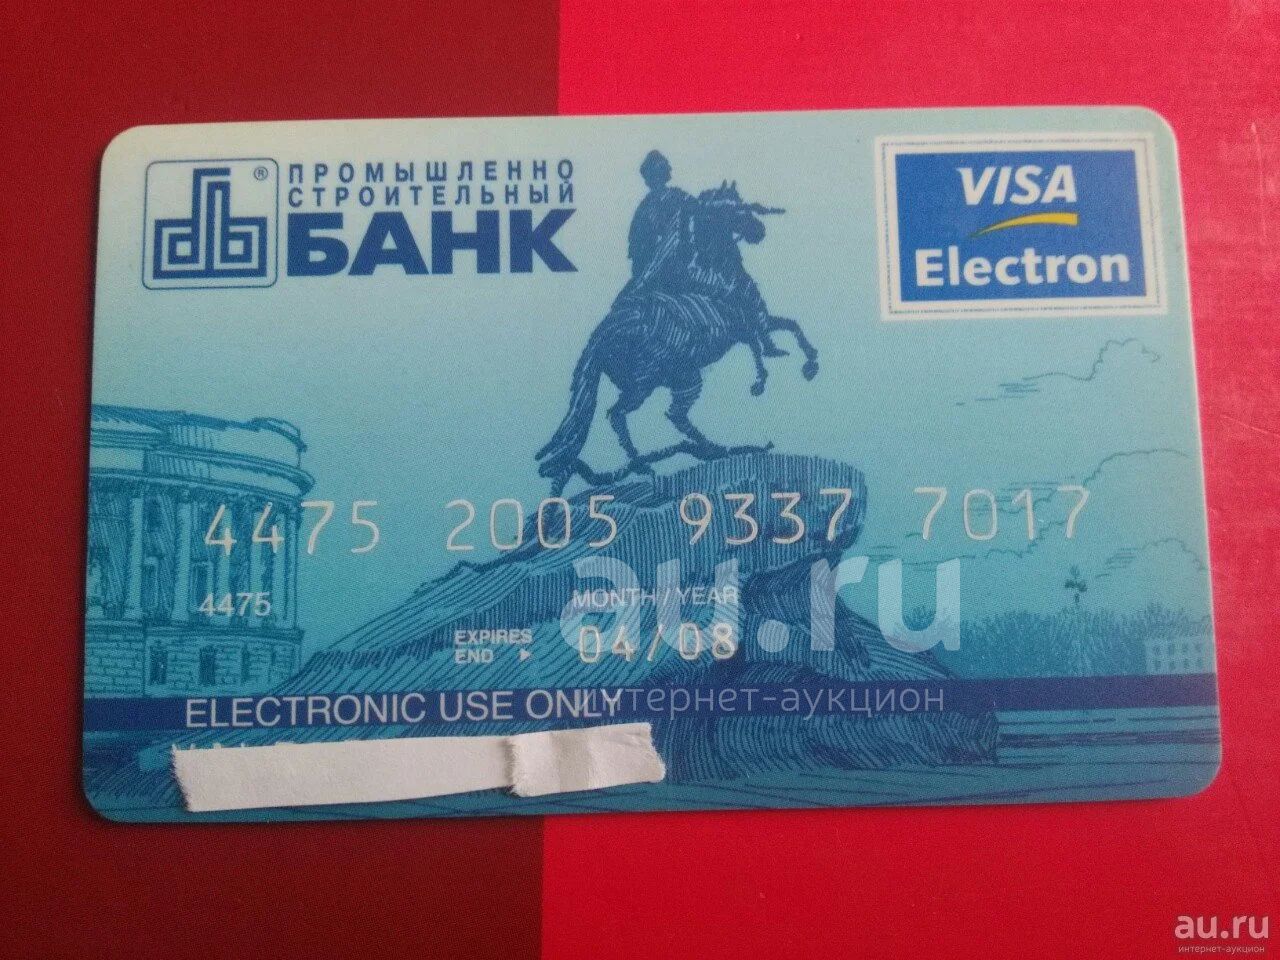 ПРОМЫШЛЕННО
СТРОИТЕЛЬНЫЙ
БАНК
®
VISA
Electron
4475 2005 9337 7017
4475
MONTH/YEAR
EXPIRES
END
04/08
ELECTRONIC USE ONLY
au.ru
интернет-аукцион
au.ru
интернет-аукцион